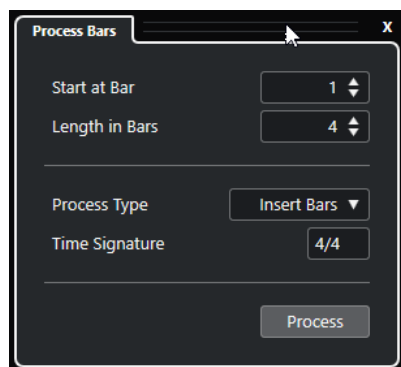 Process Bars x
Start at Bar 1
Length in Bars 4
Process Type Insert Bars
Time Signature 4/4
Process